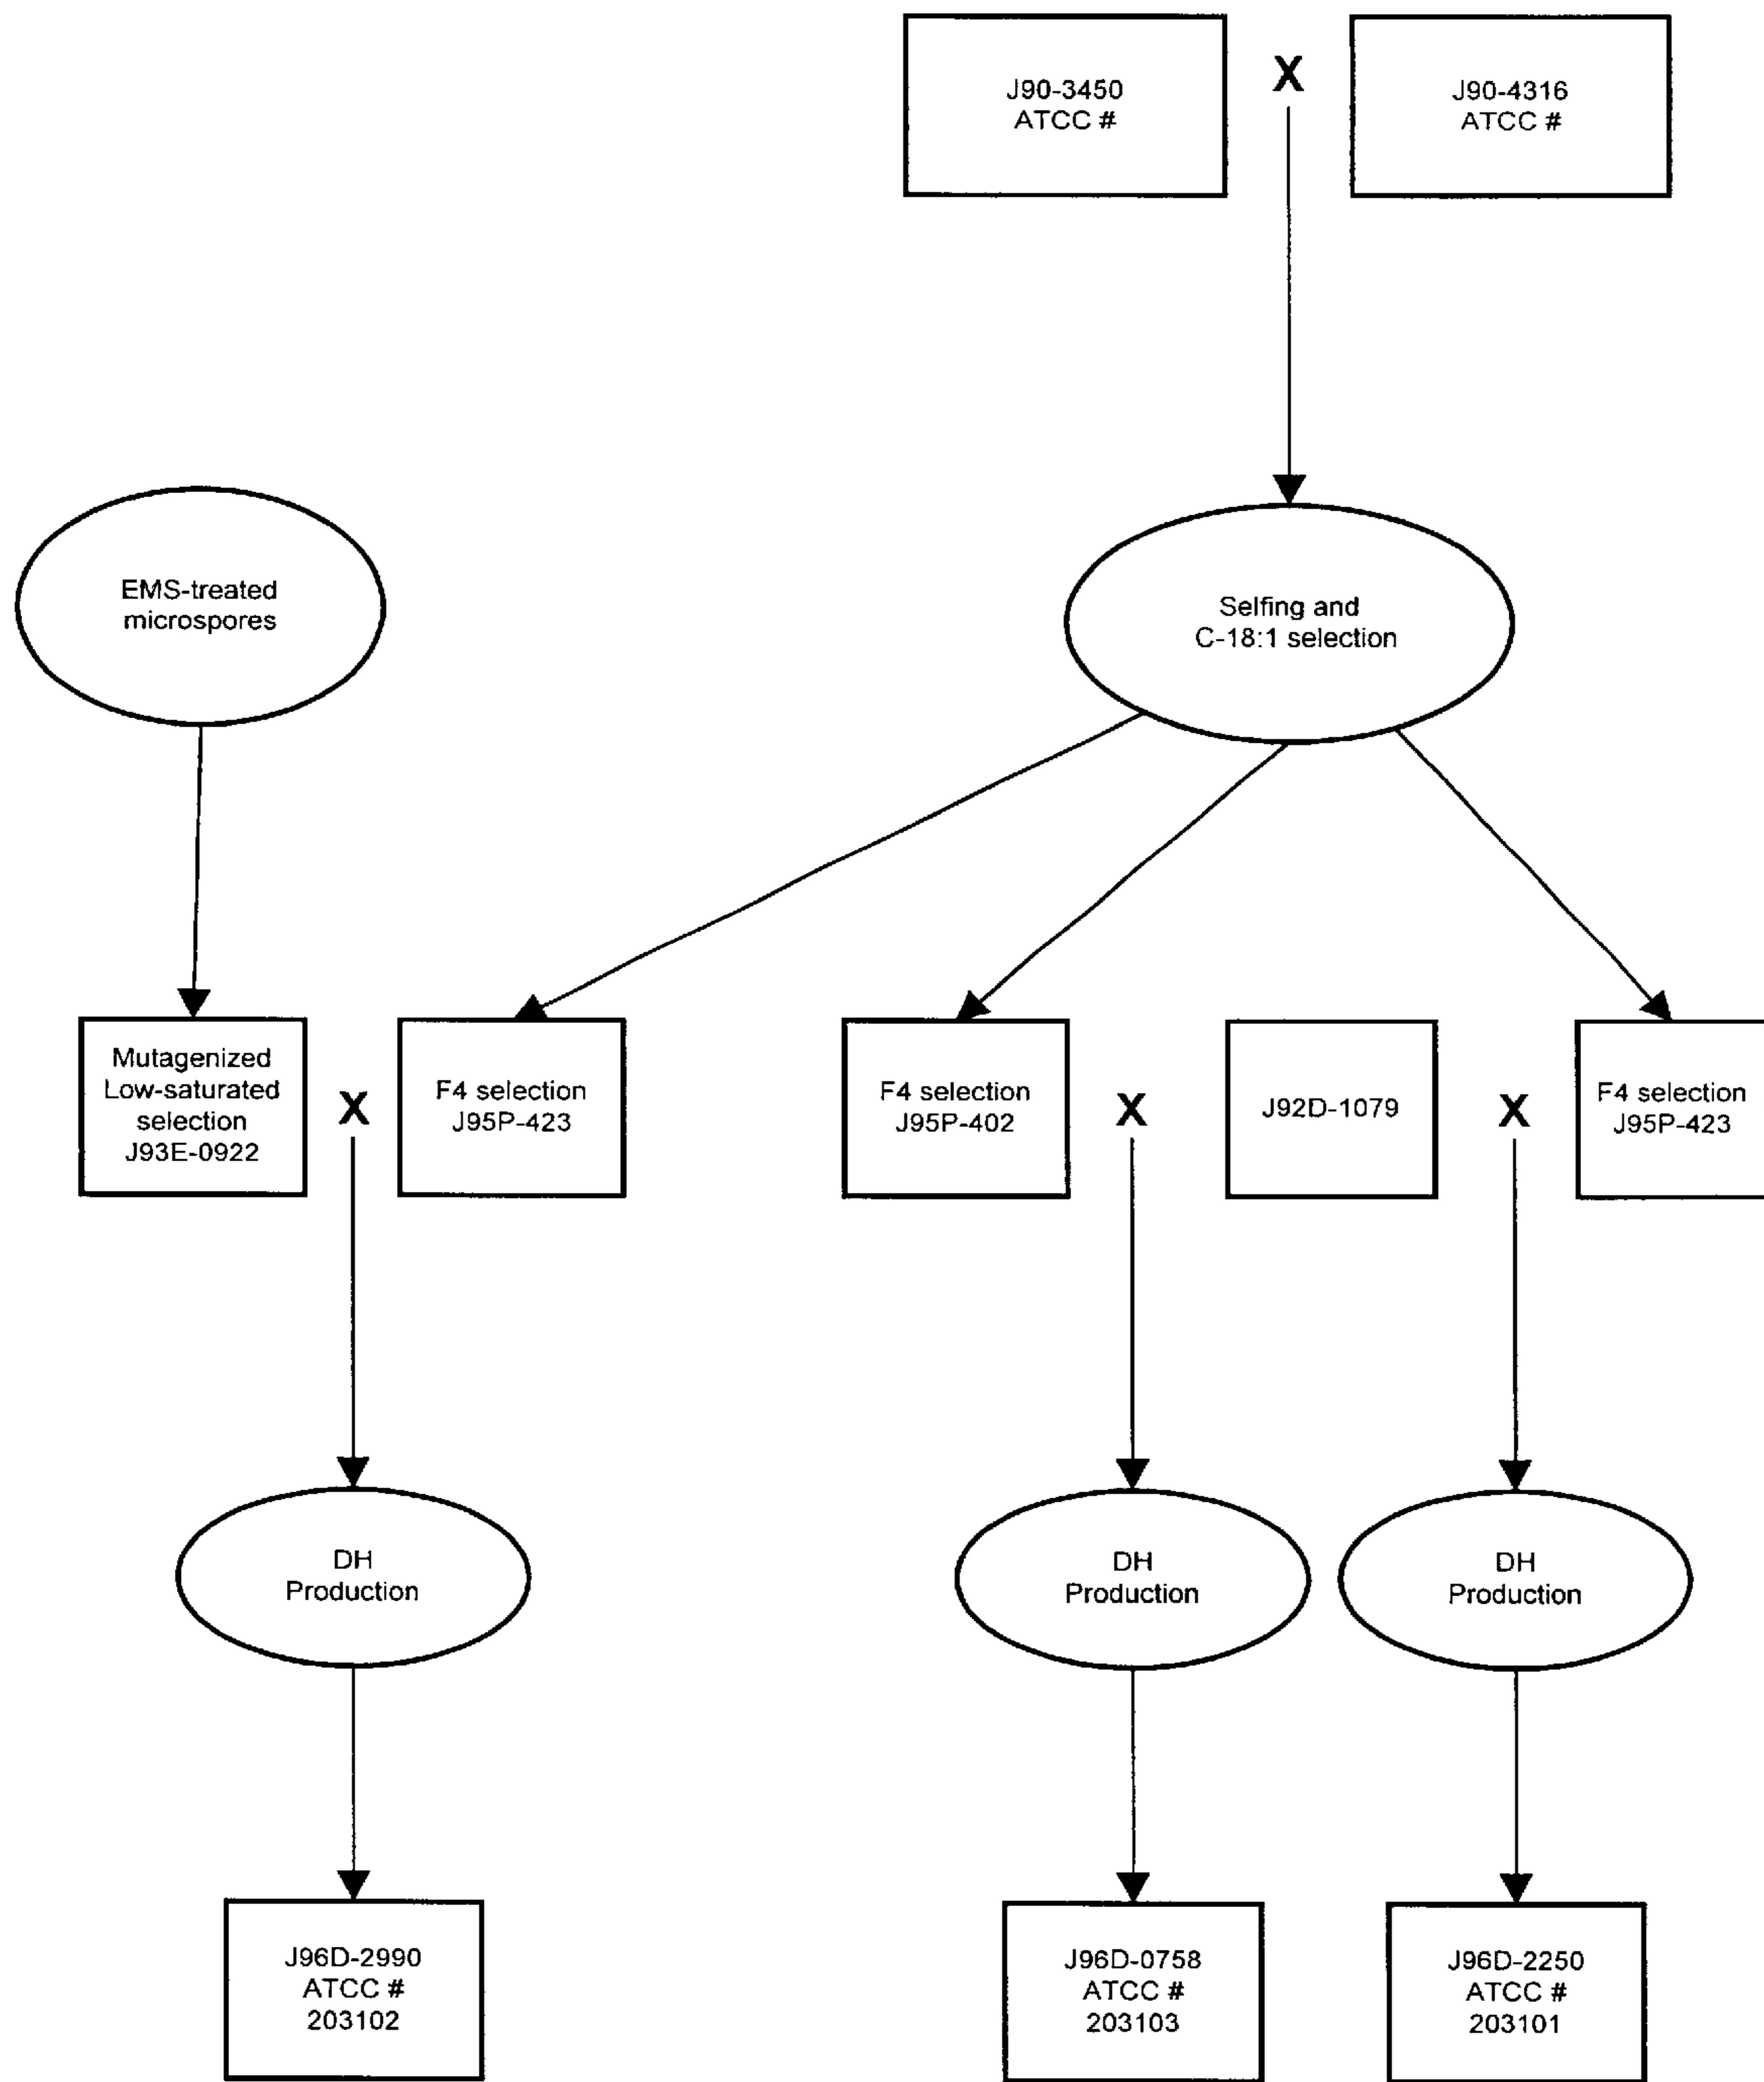 J90-3450
ATCC #
X
J90-4316
ATCC #
EMS-treated
microspores
Selfing and
C-18:1 selection
Mutagenized
Low-saturated
selection
J93E-0922
X
F4 selection
J95P-423
F4 selection
J95P-402
X
J92D-1079
X
F4 selection
J95P-423
DH
Production
DH
Production
DH
Production
J96D-2990
ATCC #
203102
J96D-0758
ATCC #
203103
J96D-2250
ATCC #
203101